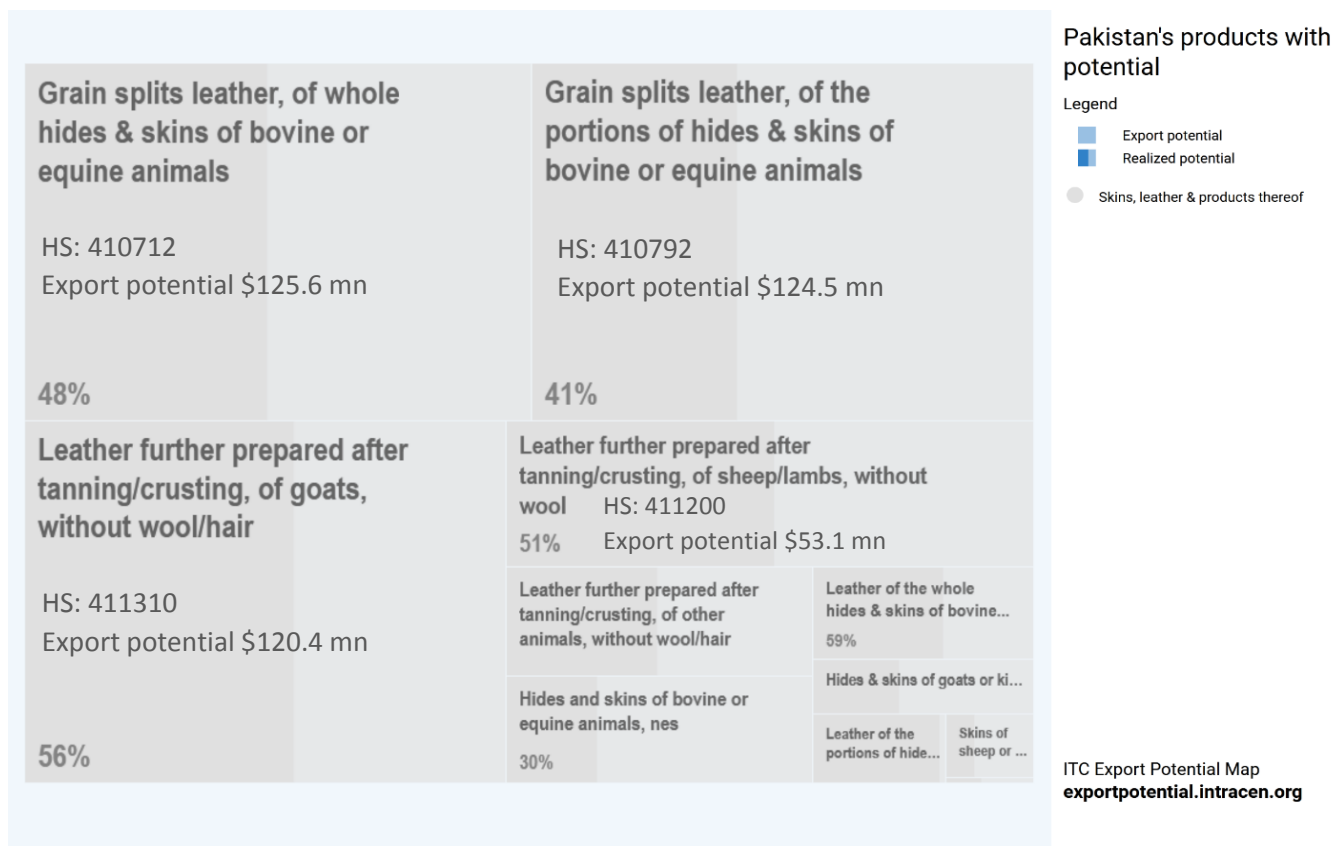 Grain splits leather, of whole
hides & skins of bovine or
equine animals
HS: 410712
Export potential $125.6 mn
48%
Grain splits leather, of the
portions of hides & skins of
bovine or equine animals
HS: 410792
Export potential $124.5 mn
41%
Leather further prepared after
tanning/crusting, of goats,
without wool/hair
HS: 411310
Export potential $120.4 mn
56%
Leather further prepared after
tanning/crusting, of sheep/lambs, without
wool HS: 411200
51% Export potential $53.1 mn
Leather further prepared after
tanning/crusting, of other
animals, without wool/hair
Hides and skins of bovine or
equine animals, nes
30%
Leather of the whole
hides & skins of bovine...
59%
Hides & skins of goats or ki...
Leather of the
portions of hide...
Skins of
sheep or ...
Pakistan's products with
potential
Legend
Export potential
Realized potential
Skins, leather & products thereof
ITC Export Potential Map
exportpotential.intracen.org